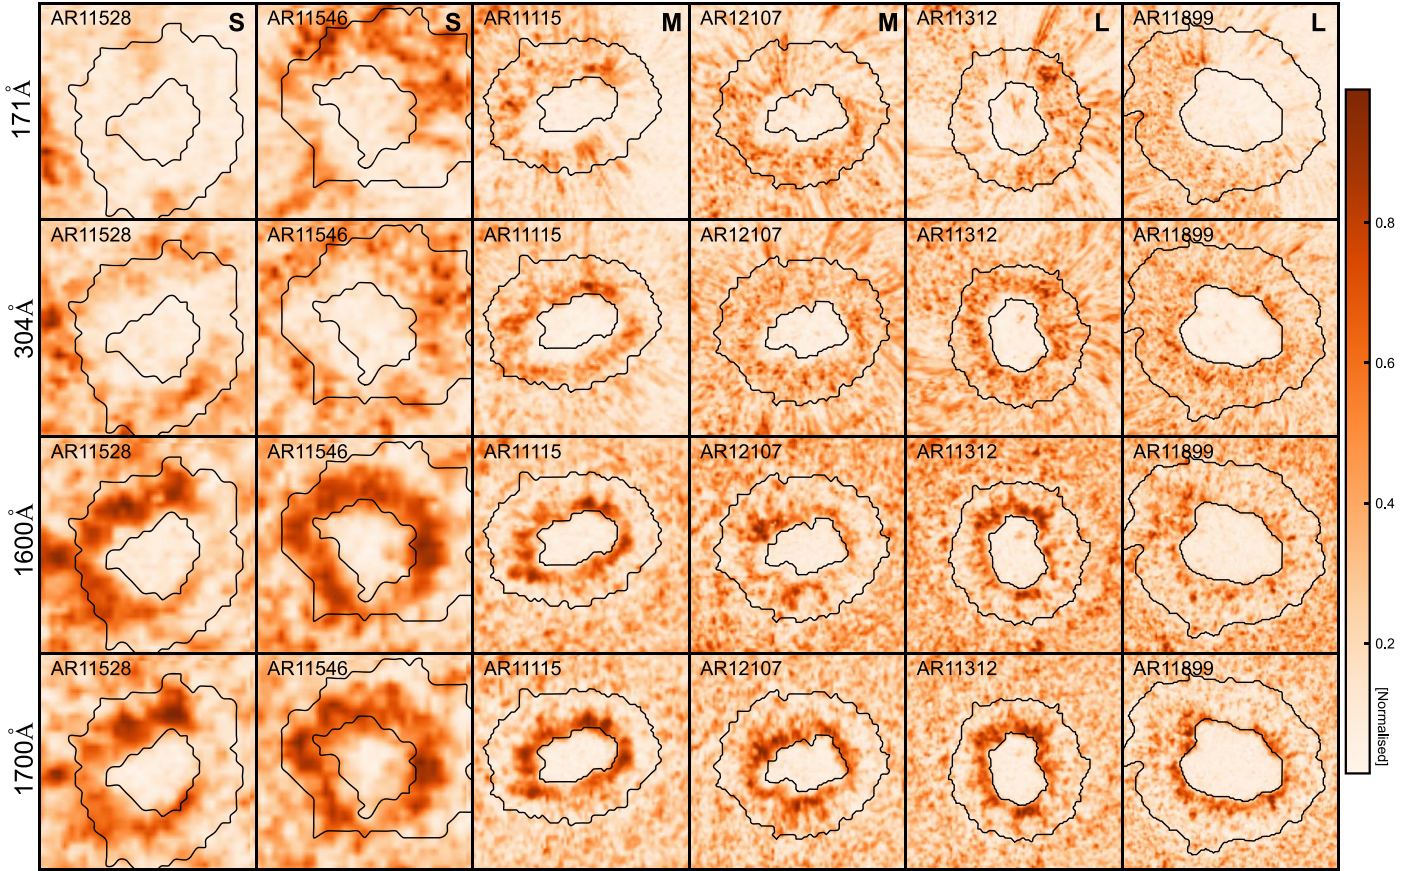 AR11528 S AR11546 S AR11115 M AR12107 M AR11312 L AR11899 L
171Å
AR11528 AR11546 AR11115 AR12107 AR11312 AR11899
304Å
AR11528 AR11546 AR11115 AR12107 AR11312 AR11899
1600Å
AR11528 AR11546 AR11115 AR12107 AR11312 AR11899
1700Å
0.8
0.6
0.4
0.2
[Normalised]